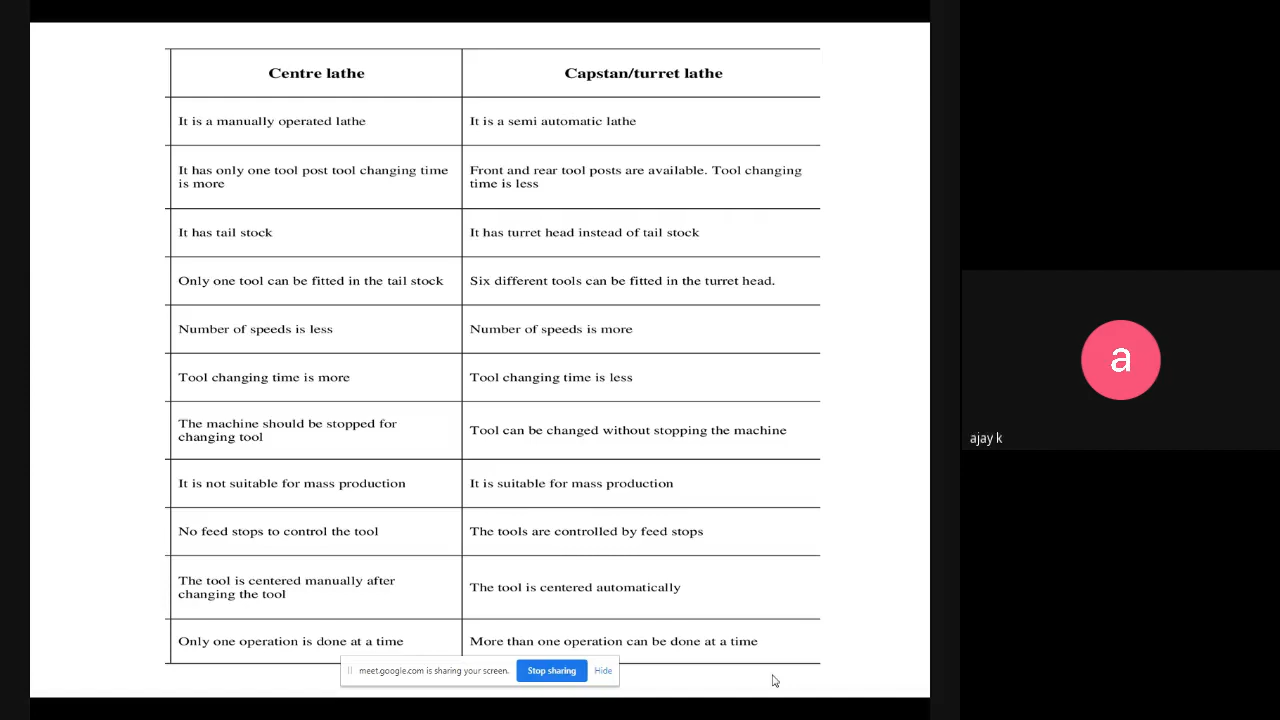 Centre lathe
Capstan/turret lathe
It is a manually operated lathe
It is a semi automatic lathe
It has only one tool post tool changing time
is more
Front and rear tool posts are available. Tool changing
time is less
It has tail stock
It has turret head instead of tail stock
Only one tool can be fitted in the tail stock
Six different tools can be fitted in the turret head.
Number of speeds is less
Number of speeds is more
Tool changing time is more
Tool changing time is less
The machine should be stopped for
changing tool
Tool can be changed without stopping the machine
It is not suitable for mass production
It is suitable for mass production
No feed stops to control the tool
The tools are controlled by feed stops
The tool is centered manually after
changing the tool
The tool is centered automatically
Only one operation is done at a time
More than one operation can be done at a time
meet.google.com is sharing your screen.
Stop sharing
Hide
a
ajay k